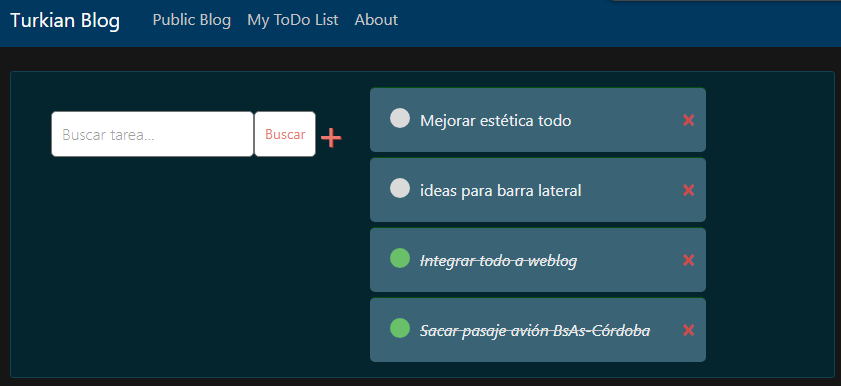 Turkian Blog Public Blog My ToDo List About
Buscar tarea... Buscar +
Mejorar estética todo ×
ideas para barra lateral ×
Integrar todo a weblog ×
Sacar pasaje avión BsAs-Córdoba ×